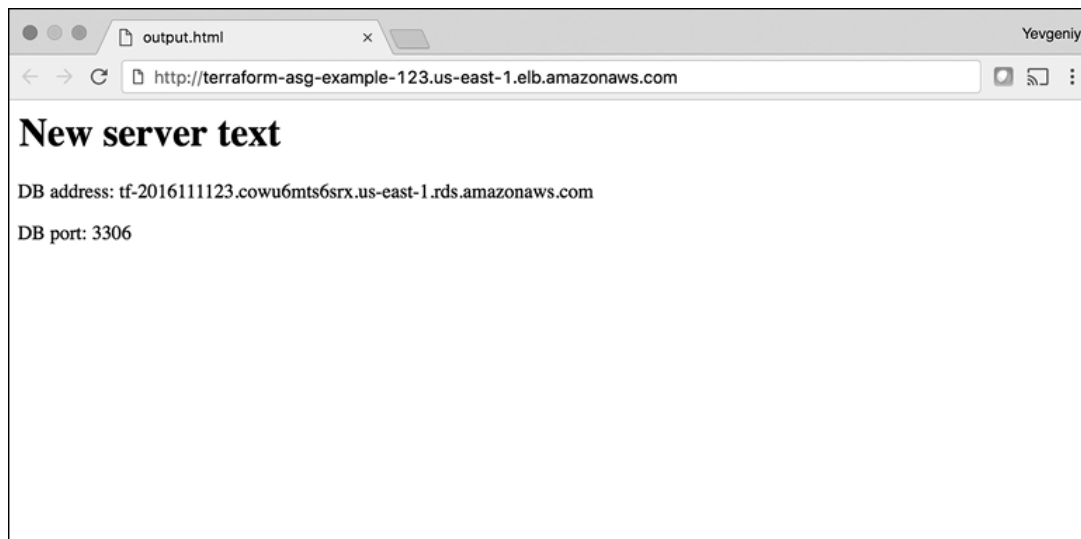 output.html
Yevgeniy
http://terraform-asg-example-123.us-east-1.elb.amazonaws.com
New server text
DB address: tf-2016111123.cowu6mts6srx.us-east-1.rds.amazonaws.com
DB port: 3306